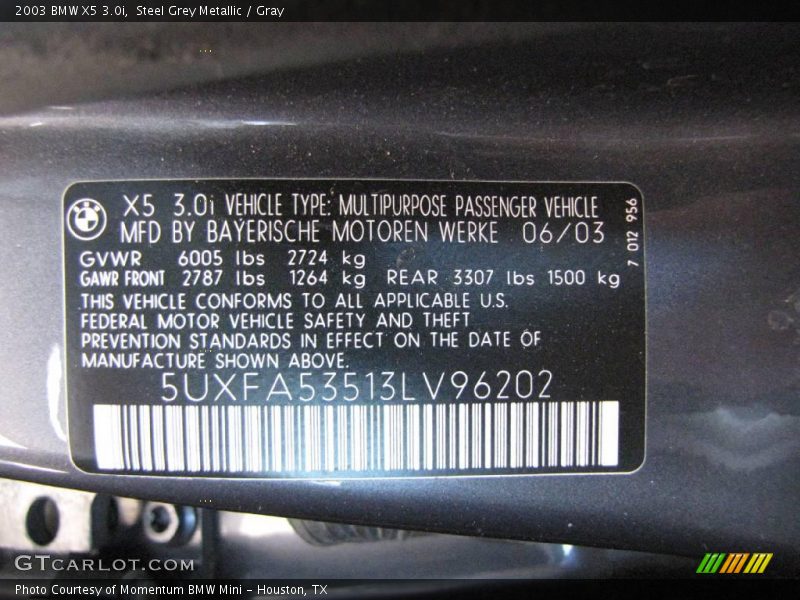 2003 BMW X5 3.0i, Steel Grey Metallic / Gray
X5 3.0i VEHICLE TYPE: MULTIPURPOSE PASSENGER VEHICLE
MFD BY BAYERISCHE MOTOREN WERKE 06/03
GVWR 6005 lbs 2724 kg
GAWR FRONT 2787 lbs 1264 kg REAR 3307 lbs 1500 kg
THIS VEHICLE CONFORMS TO ALL APPLICABLE U.S.
FEDERAL MOTOR VEHICLE SAFETY AND THEFT
PREVENTION STANDARDS IN EFFECT ON THE DATE OF
MANUFACTURE SHOWN ABOVE.
5UXFA53513LV96202
7 012 956
GTCARLOT.COM
Photo Courtesy of Momentum BMW Mini - Houston, TX